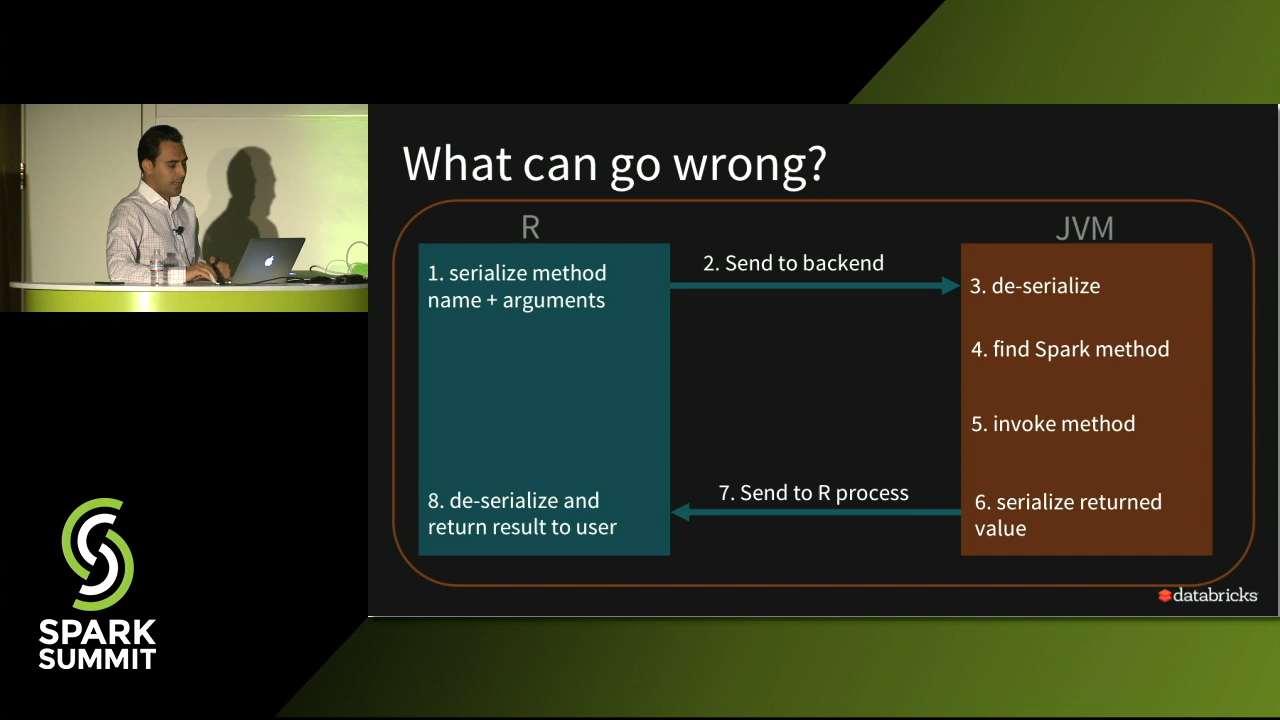 What can go wrong?
R
JVM
1. serialize method
name + arguments
2. Send to backend
3. de-serialize
4. find Spark method
5. invoke method
6. serialize returned
value
7. Send to R process
8. de-serialize and
return result to user
databricks
SPARK
SUMMIT